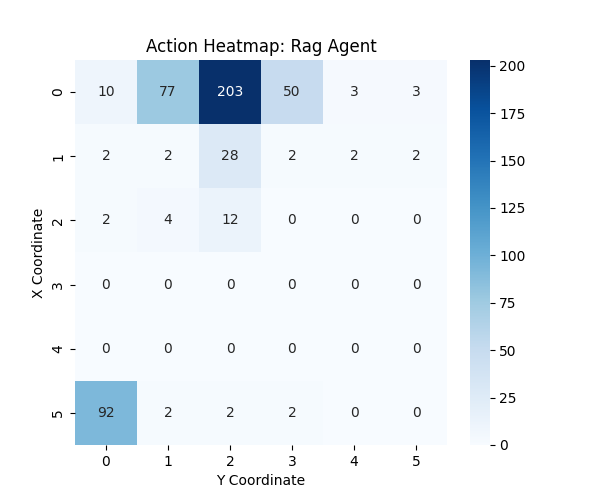 Action Heatmap: Rag Agent
0 10 77 203 50 3 3
1 2 2 28 2 2 2
2 2 4 12 0 0 0
3 0 0 0 0 0 0
4 0 0 0 0 0 0
5 92 2 2 2 0 0
0 1 2 3 4 5
Y Coordinate
X Coordinate
200
175
150
125
100
75
50
25
0